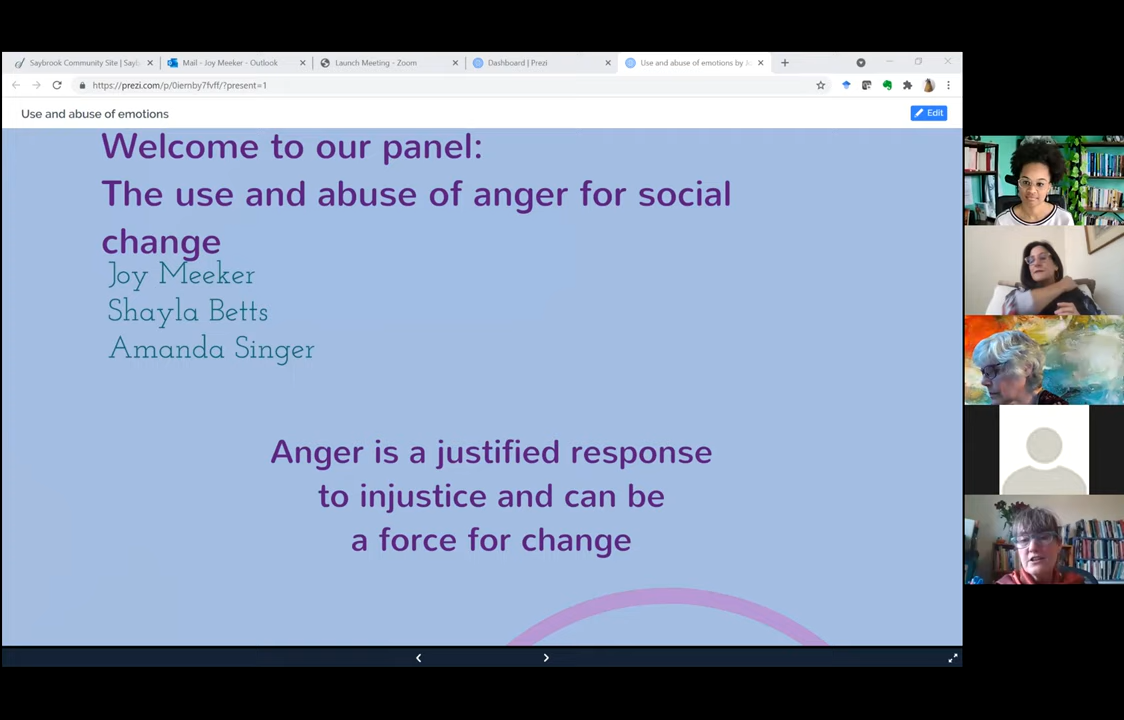 Saybrook Community Site | Sayb
Mail - Joy Meeker - Outlook
Launch Meeting - Zoom
Dashboard | Prezi
Use and abuse of emotions by Jo
https://prezi.com/p/0iemby7fvff/?present=1
Use and abuse of emotions
Edit
Welcome to our panel:
The use and abuse of anger for social
change
Joy Meeker
Shayla Betts
Amanda Singer
Anger is a justified response
to injustice and can be
a force for change